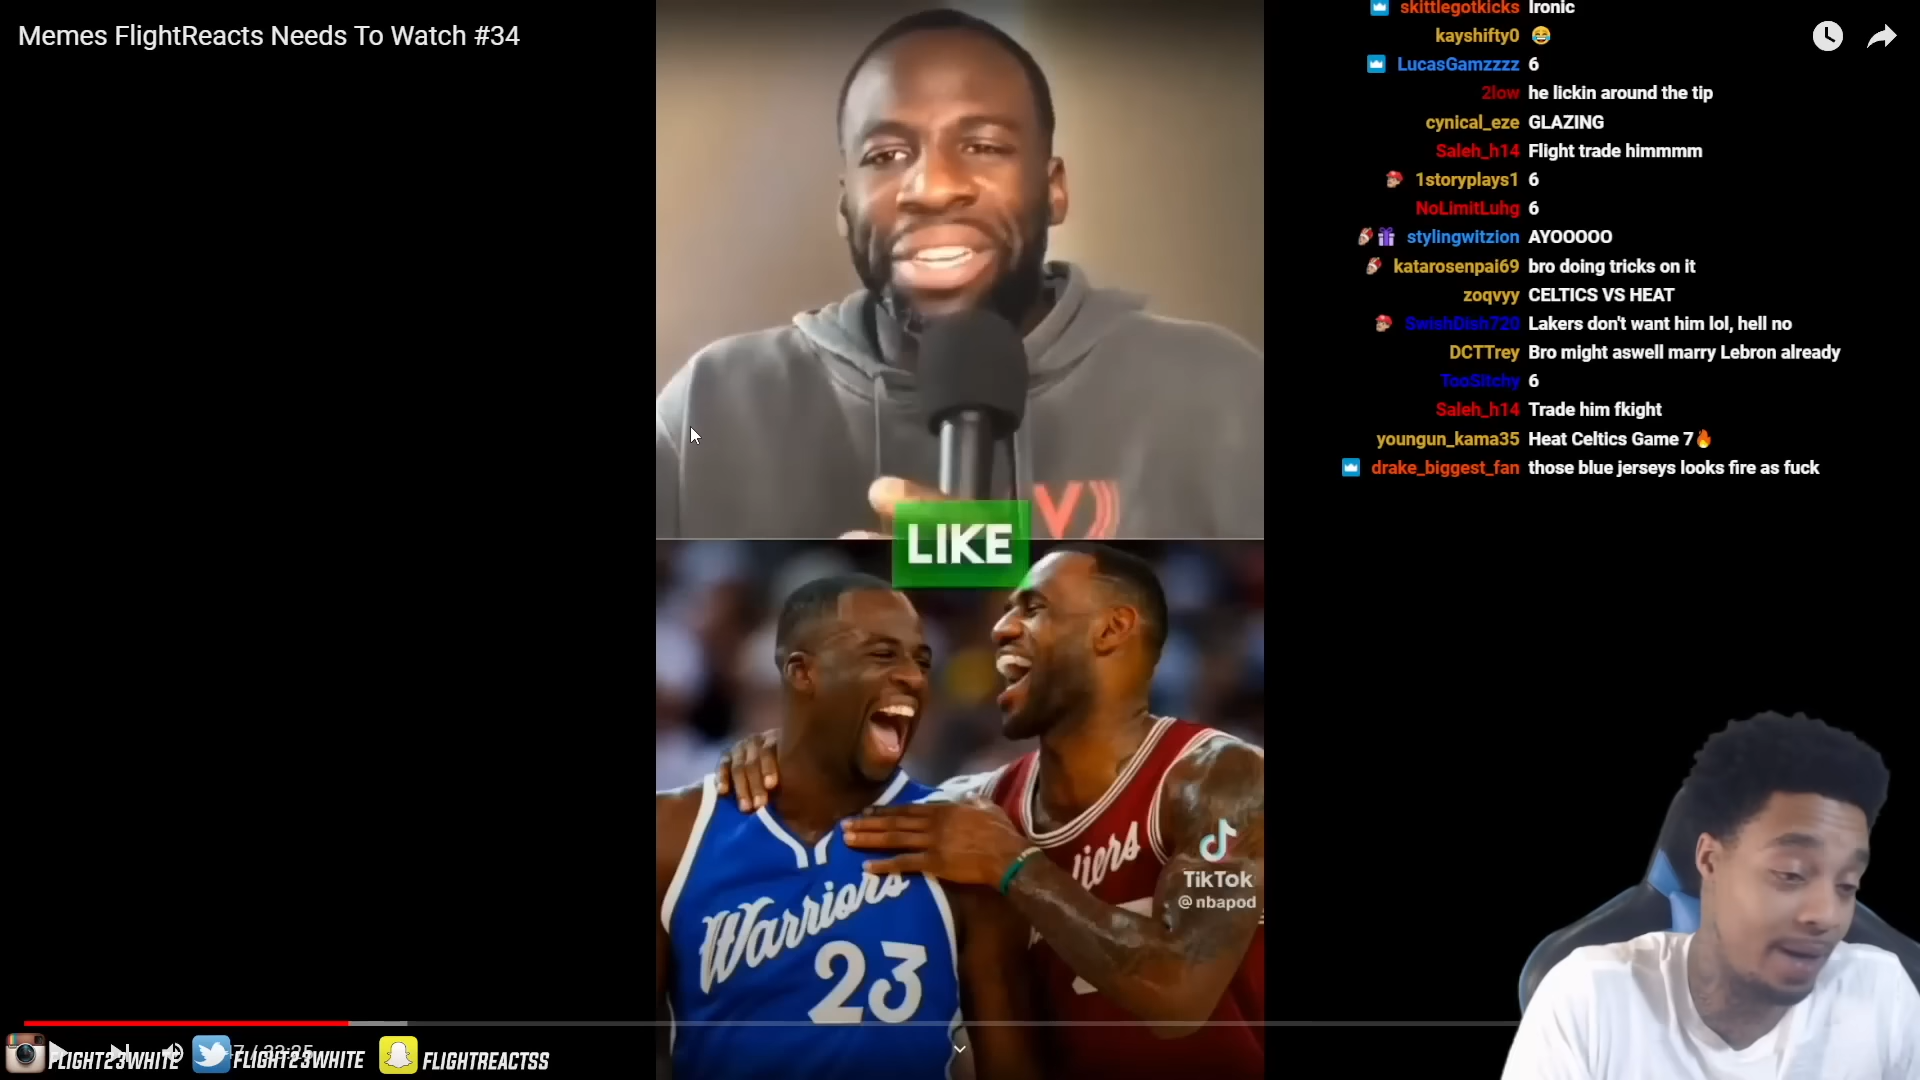 Memes FlightReacts Needs To Watch #34
skittlegotkicks Ironic
kayshifty0 😂
LucasGamzzzz 6
2low he lickin around the tip
cynical_eze GLAZING
Saleh_h14 Flight trade himmmm
1storyplays1 6
NoLimitLuhg 6
stylingwitzion AYOOOOO
katarosenpai69 bro doing tricks on it
zoqvyy CELTICS VS HEAT
SwishDish720 Lakers don't want him lol, hell no
DCTTrey Bro might aswell marry Lebron already
TooSitchy 6
Saleh_h14 Trade him fkight
youngun_kama35 Heat Celtics Game 7🔥
drake_biggest_fan those blue jerseys looks fire as fuck
V
LIKE
Warriors
23
iers
TikTok
@nbapod
FLIGHT23WHITE
FLIGHT23WHITE
FLIGHTREACTSS